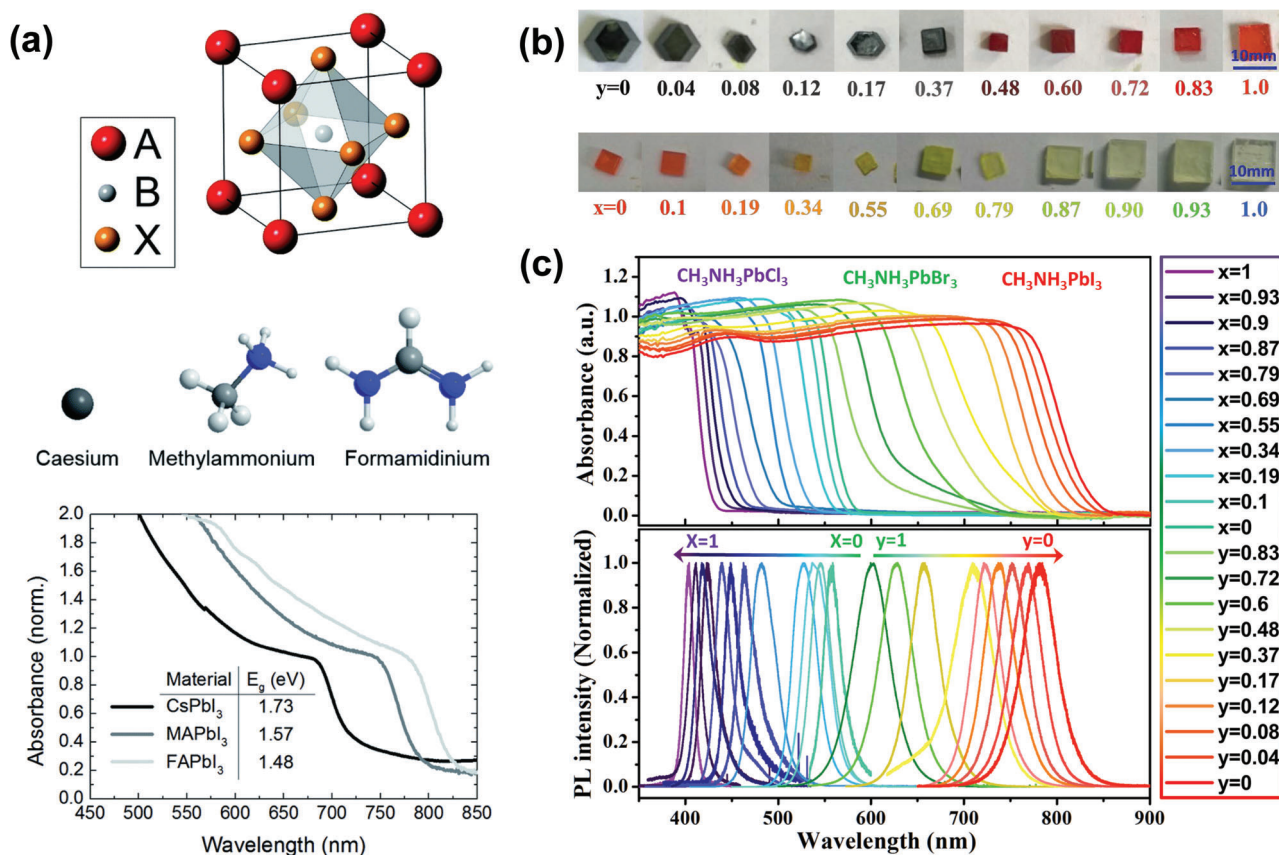 (a)
A
B
X
Caesium Methylammonium Formamidinium
2.0
1.8
1.6
1.4
1.2
1.0
0.8
0.6
0.4
0.2
0.0
Absorbance (norm.)
Material E_g (eV)
CsPbI₃ 1.73
MAPbI₃ 1.57
FAPbI₃ 1.48
450 500 550 600 650 700 750 800 850
Wavelength (nm)
(b)
10mm
y=0 0.04 0.08 0.12 0.17 0.37 0.48 0.60 0.72 0.83 1.0
10mm
x=0 0.1 0.19 0.34 0.55 0.69 0.79 0.87 0.90 0.93 1.0
(c)
CH₃NH₃PbCl₃ CH₃NH₃PbBr₃ CH₃NH₃PbI₃
1.2
1.0
0.8
0.6
0.4
0.2
0.0
Absorbance (a.u.)
X=1 X=0 y=1 y=0
1.0
0.8
0.6
0.4
0.2
0.0
PL intensity (Normalized)
400 500 600 700 800 900
Wavelength (nm)
x=1
x=0.93
x=0.9
x=0.87
x=0.79
x=0.69
x=0.55
x=0.34
x=0.19
x=0.1
x=0
y=0.83
y=0.72
y=0.6
y=0.48
y=0.37
y=0.17
y=0.12
y=0.08
y=0.04
y=0